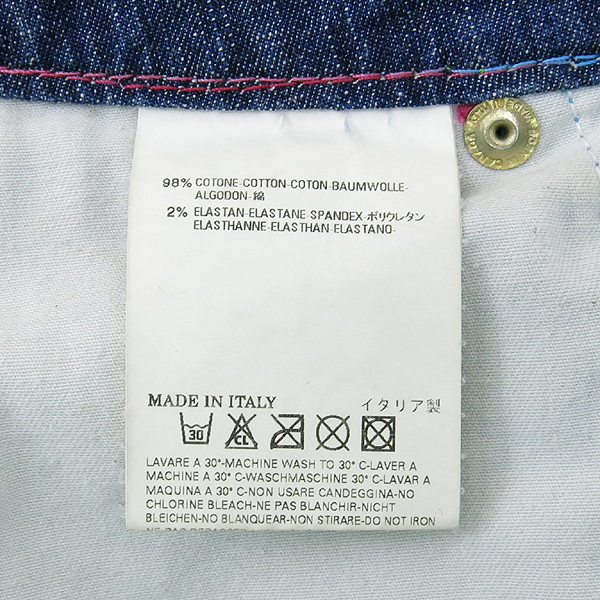 98% COTONE-COTTON-COTON-BAUMWOLLE-
ALGODON-綿
2% ELASTAN-ELASTANE-SPANDEX-ポリウレタン
ELASTHANNE-ELASTHAN-ELASTANO-
MADE IN ITALY イタリア製
30 CL
LAVARE A 30°-MACHINE WASH TO 30° C-LAVER A
MACHINE A 30° C-WASCHMASCHINE 30° C-LAVAR A
MAQUINA A 30° C-NON USARE CANDEGGINA-NO
CHLORINE BLEACH-NE PAS BLANCHIR-NICHT
BLEICHEN-NO BLANQUEAR-NON STIRARE-DO NOT IRON